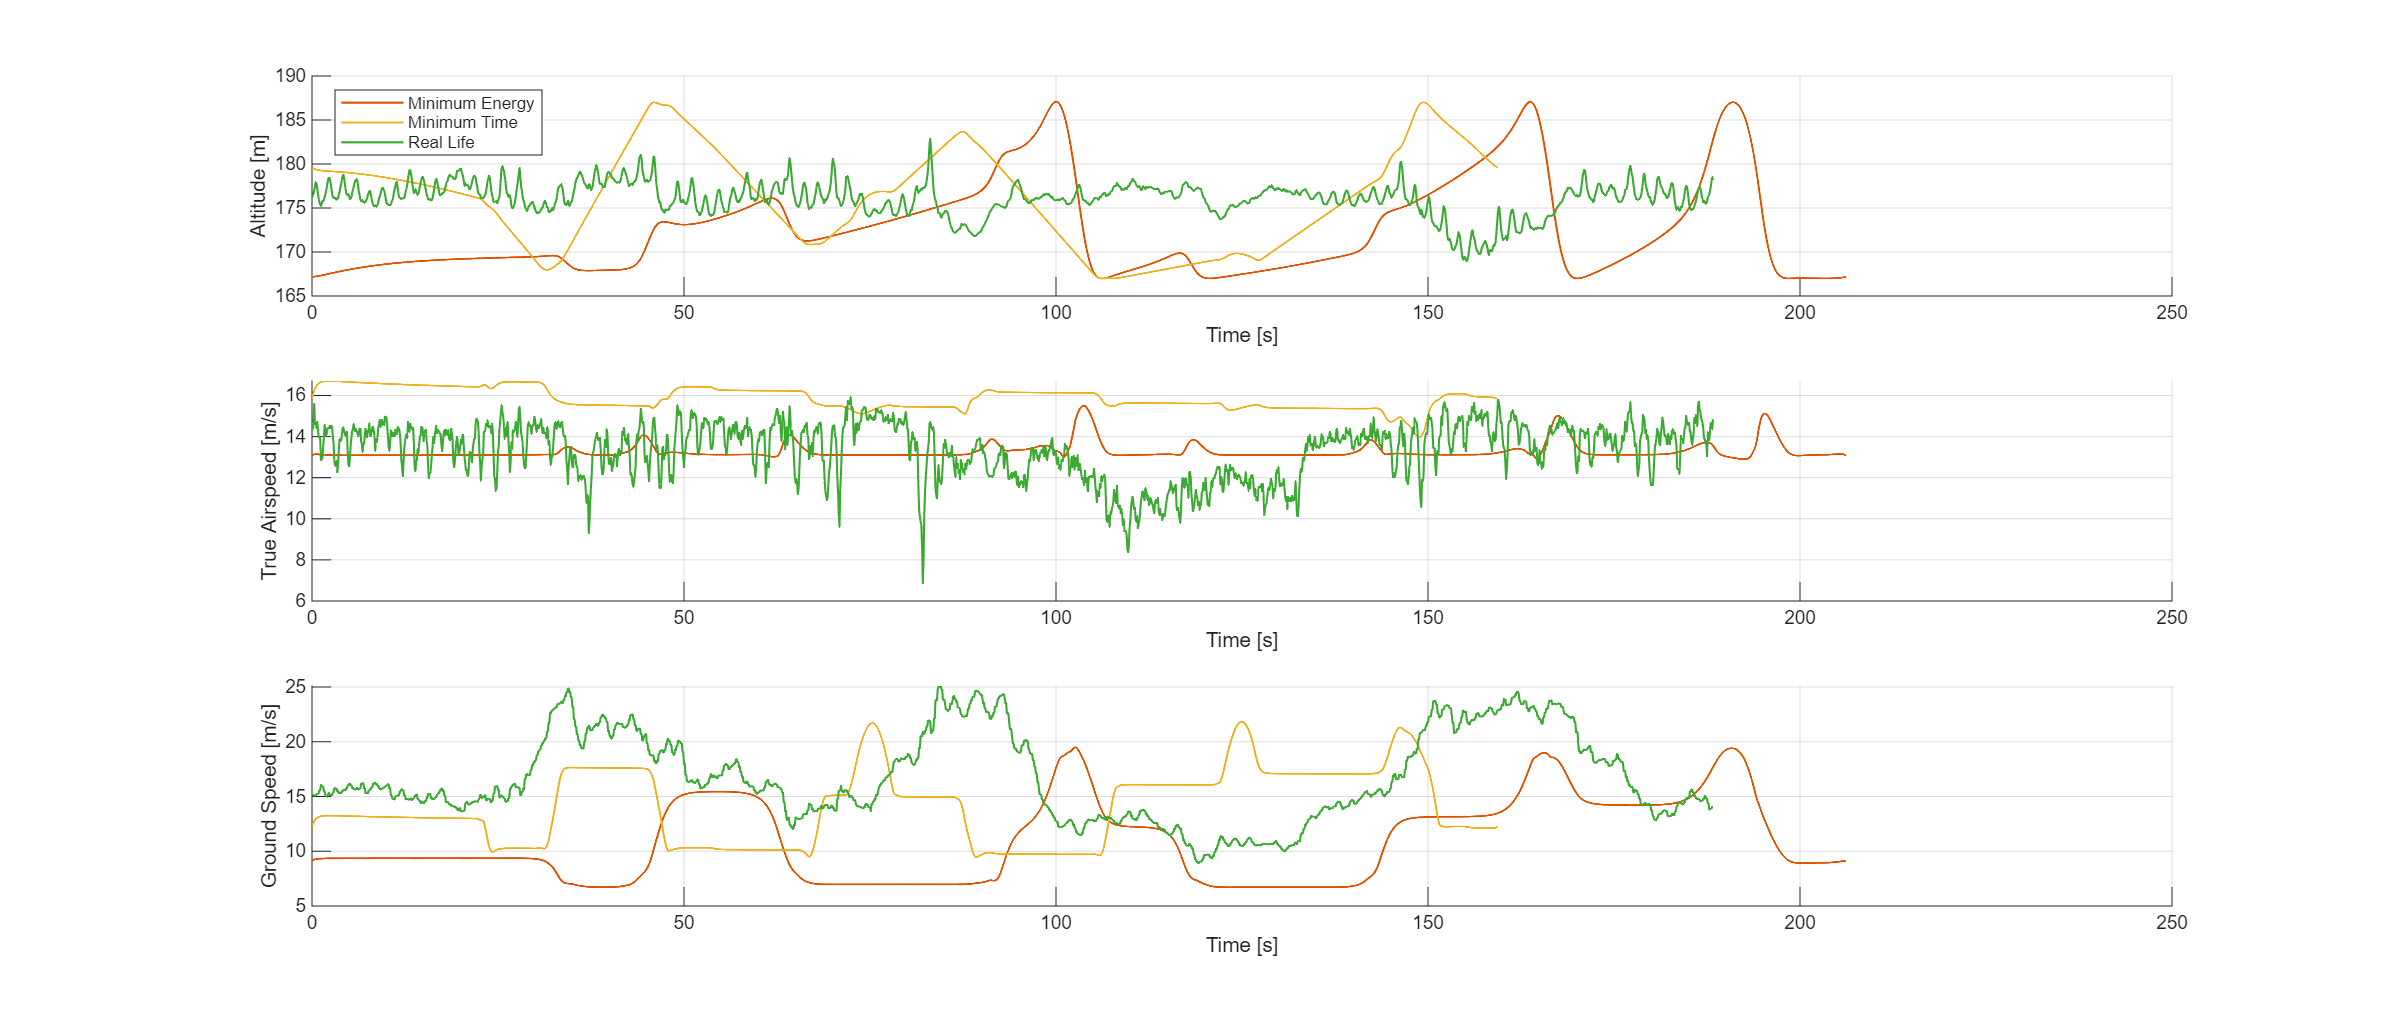 190
185
180
175
170
165
Altitude [m]
Minimum Energy
Minimum Time
Real Life
0 50 100 150 200 250
Time [s]
16
14
12
10
8
6
True Airspeed [m/s]
0 50 100 150 200 250
Time [s]
25
20
15
10
5
Ground Speed [m/s]
0 50 100 150 200 250
Time [s]